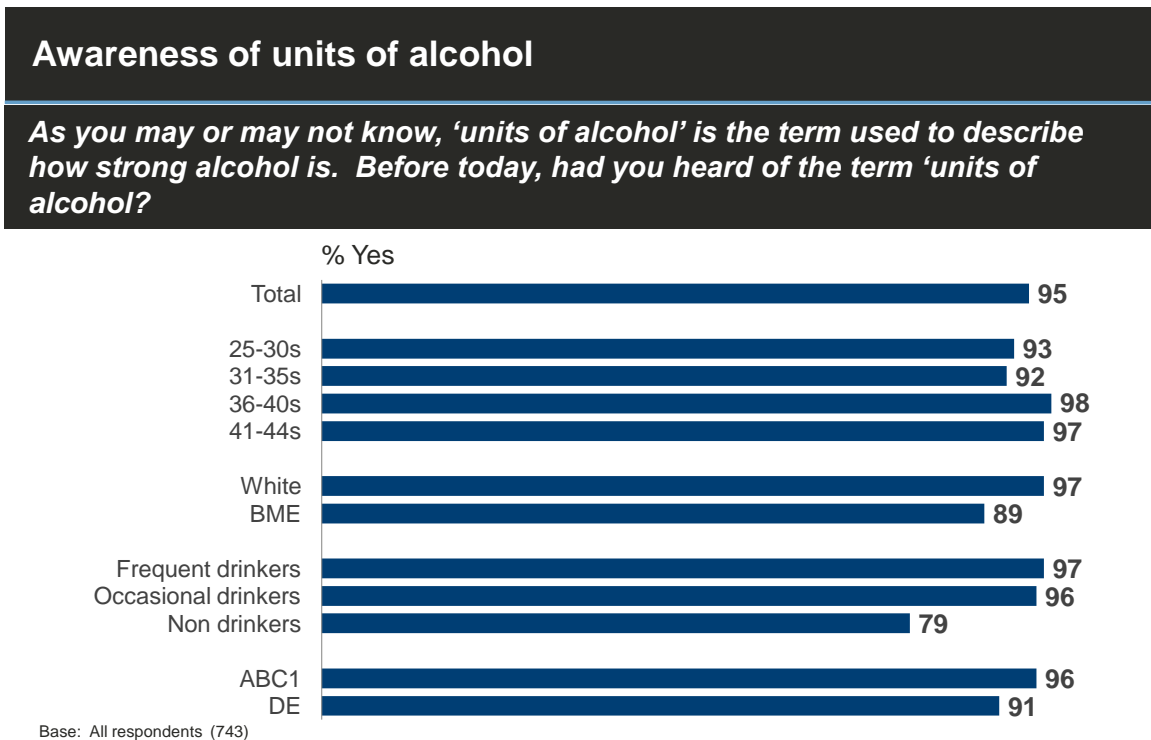 Awareness of units of alcohol
As you may or may not know, ‘units of alcohol’ is the term used to describe
how strong alcohol is.  Before today, had you heard of the term ‘units of
alcohol?
% Yes
Total 95
25-30s 93
31-35s 92
36-40s 98
41-44s 97
White 97
BME 89
Frequent drinkers 97
Occasional drinkers 96
Non drinkers 79
ABC1 96
DE 91
Base:  All respondents  (743)